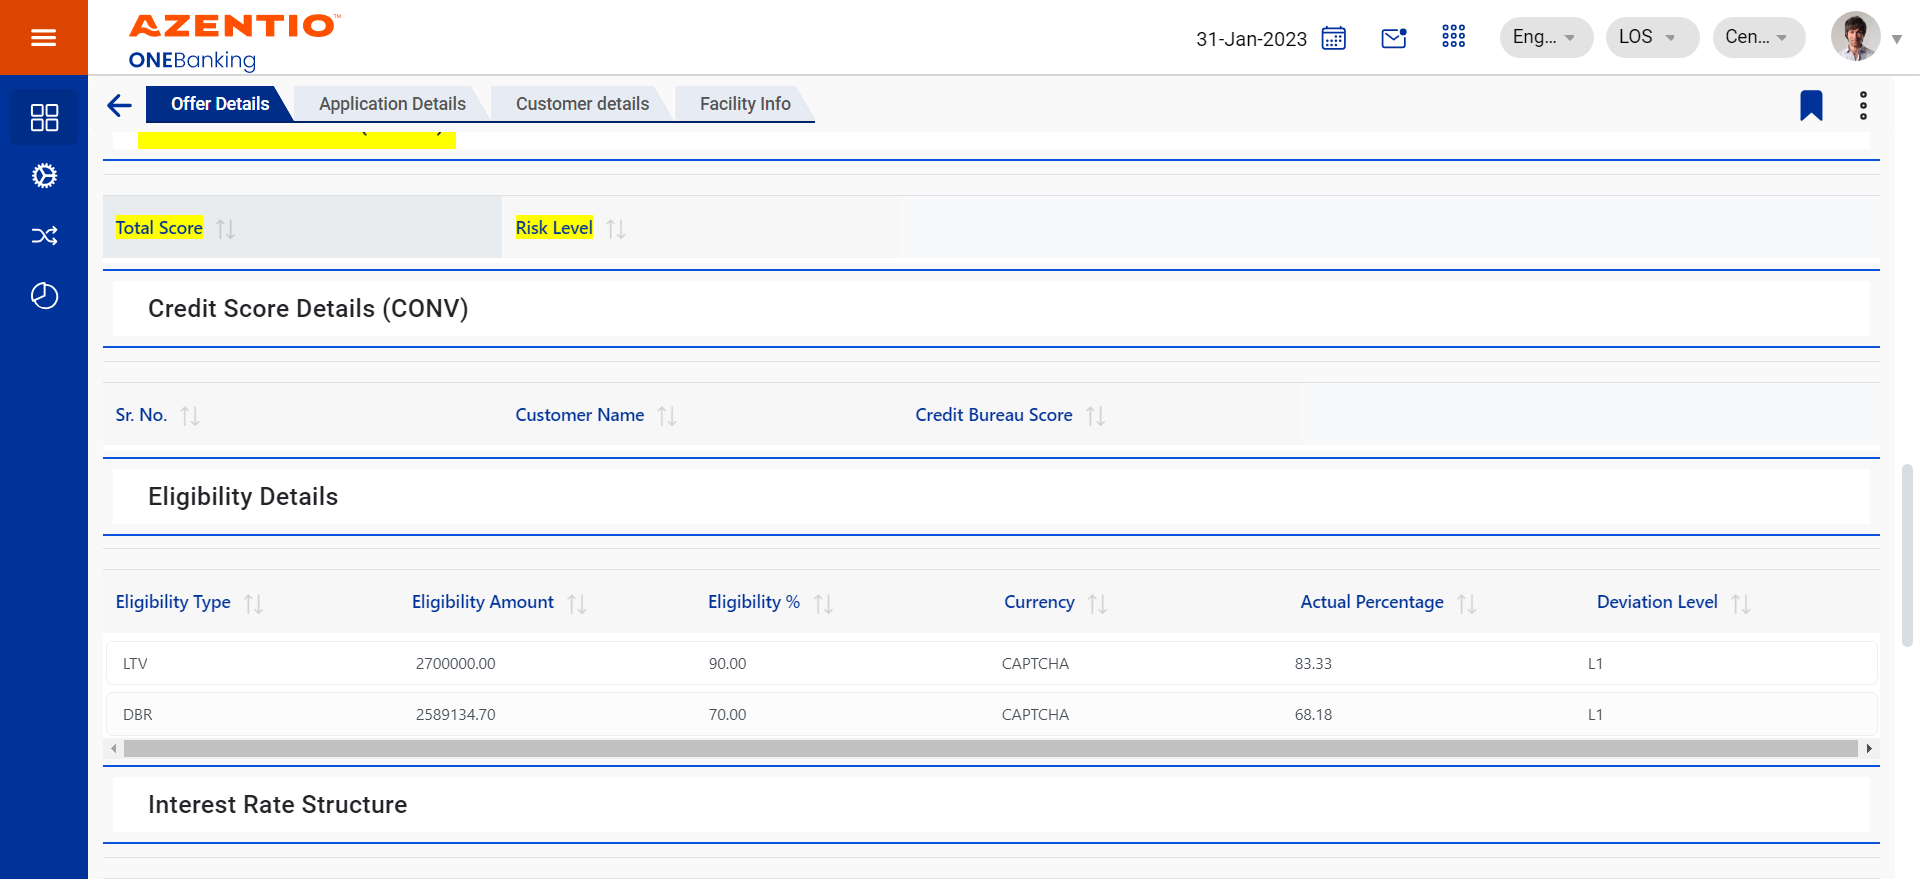 AZENTIO™
ONEBanking
31-Jan-2023
Eng...
LOS
Cen...
Offer Details
Application Details
Customer details
Facility Info
Total Score
Risk Level
Credit Score Details (CONV)
Sr. No.
Customer Name
Credit Bureau Score
Eligibility Details
Eligibility Type
Eligibility Amount
Eligibility %
Currency
Actual Percentage
Deviation Level
LTV
2700000.00
90.00
CAPTCHA
83.33
L1
DBR
2589134.70
70.00
CAPTCHA
68.18
L1
Interest Rate Structure